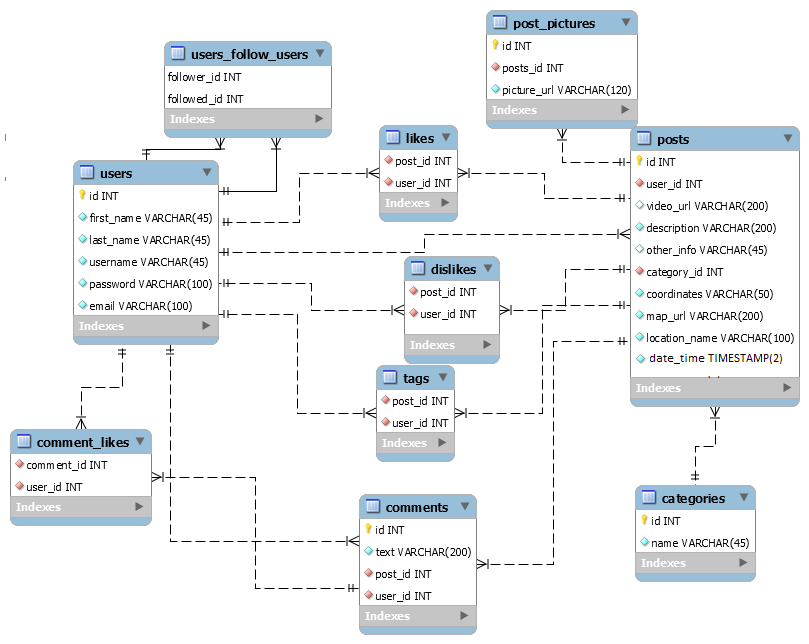 users_follow_users
follower_id INT
followed_id INT
Indexes
post_pictures
id INT
posts_id INT
picture_url VARCHAR(120)
Indexes
likes
post_id INT
user_id INT
Indexes
posts
id INT
user_id INT
video_url VARCHAR(200)
description VARCHAR(200)
other_info VARCHAR(45)
category_id INT
coordinates VARCHAR(50)
map_url VARCHAR(200)
location_name VARCHAR(100)
date_time TIMESTAMP(2)
Indexes
users
id INT
first_name VARCHAR(45)
last_name VARCHAR(45)
username VARCHAR(45)
password VARCHAR(100)
email VARCHAR(100)
Indexes
dislikes
post_id INT
user_id INT
Indexes
tags
post_id INT
user_id INT
Indexes
comment_likes
comment_id INT
user_id INT
Indexes
comments
id INT
text VARCHAR(200)
post_id INT
user_id INT
Indexes
categories
id INT
name VARCHAR(45)
Indexes